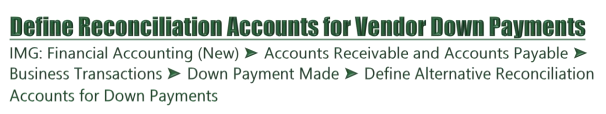 Define Reconciliation Accounts for Vendor Down Payments
IMG: Financial Accounting (New) ➤ Accounts Receivable and Accounts Payable ➤
Business Transactions ➤ Down Payment Made ➤ Define Alternative Reconciliation
Accounts for Down Payments